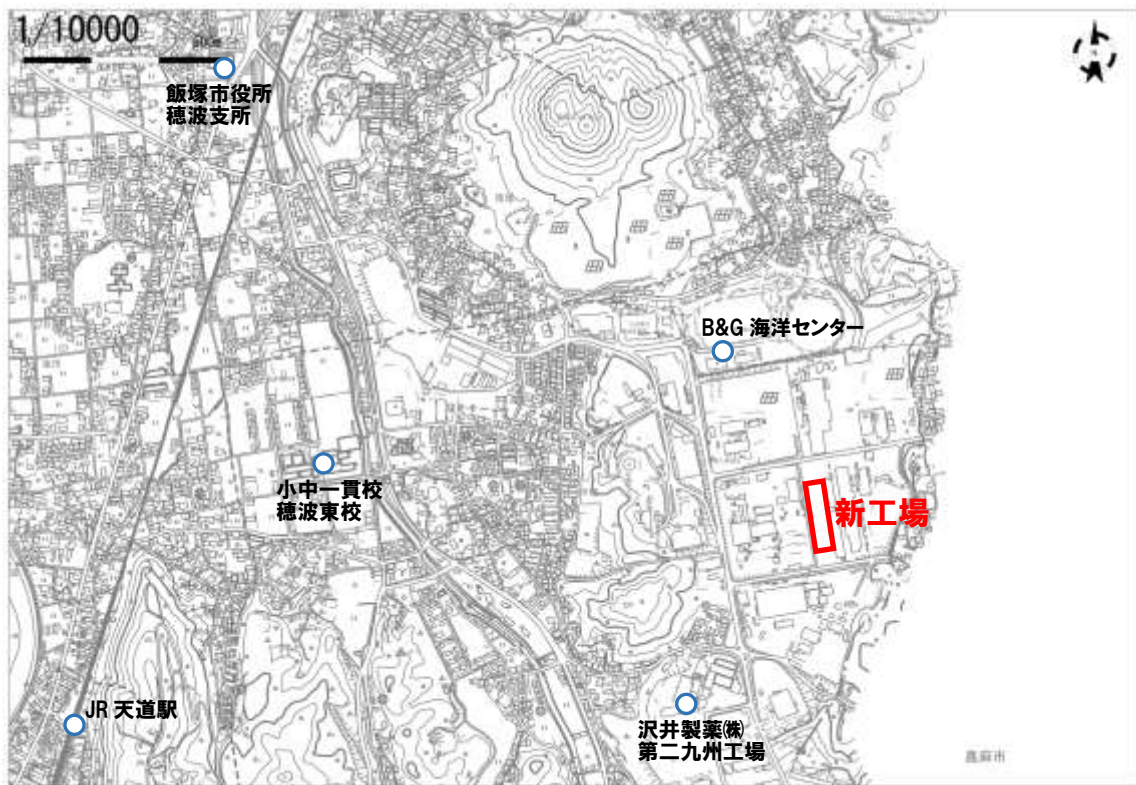 1/10000
飯塚市役所
穂波支所
B&G 海洋センター
小中一貫校
穂波東校
新工場
JR 天道駅
沢井製薬㈱
第二九州工場
嘉麻市